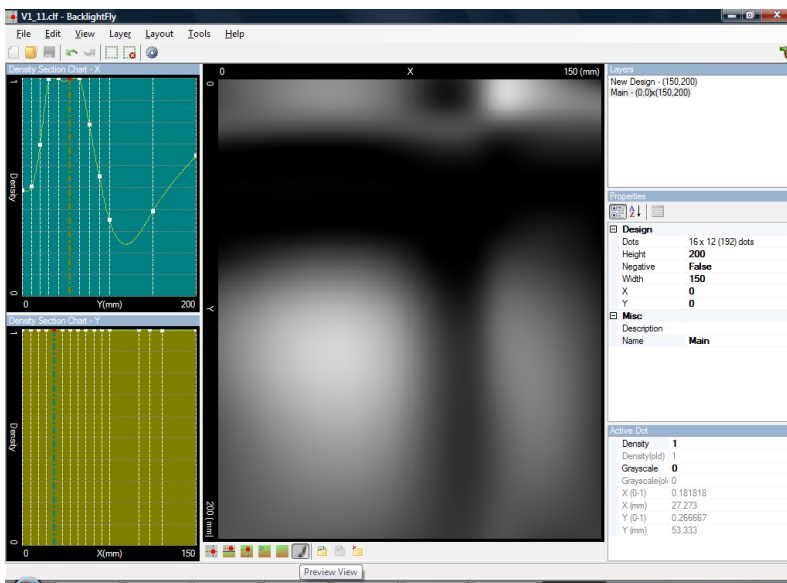 V1_11.clf - BacklightFly
File Edit View Layer Layout Tools Help
Density Section Chart - X
1
Density
0
0 Y(mm) 200
Density Section Chart - Y
1
Density
0
0 X(mm) 150
0 X 150 (mm)
0
Y
200 (mm)
Preview View
Layers
New Design - (150,200)
Main - (0,0)x(150,200)
Properties
Design
Dots 16 x 12 (192) dots
Height 200
Negative False
Width 150
X 0
Y 0
Misc
Description
Name Main
Active Dot
Density 1
Density(old) 1
Grayscale 0
Grayscale(ol 0
X (0-1) 0.181818
X (mm) 27.273
Y (0-1) 0.266667
Y (mm) 53.333